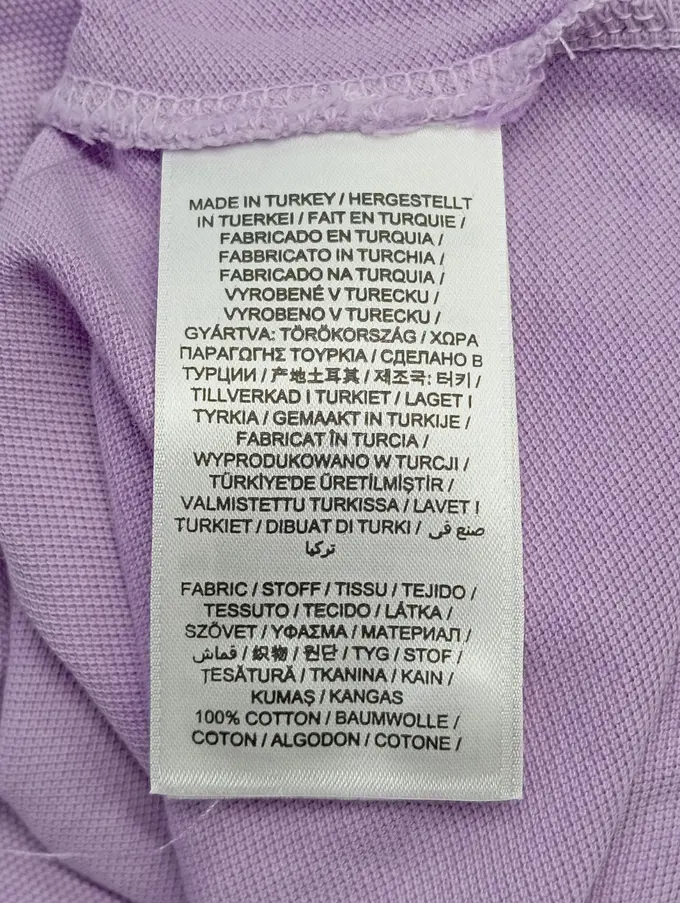 MADE IN TURKEY / HERGESTELLT
IN TUERKEI / FAIT EN TURQUIE /
FABRICADO EN TURQUIA /
FABBRICATO IN TURCHIA /
FABRICADO NA TURQUIA /
VYROBENÉ V TURECKU /
VYROBENO V TURECKU /
GYÁRTVA: TÖRÖKORSZÁG / ΧΩΡΑ
ΠΑΡΑΓΩΓΗΣ ΤΟΥΡΚΙΑ / СДЕЛАНО В
ТУРЦИИ / 产地土耳其 / 제조국: 터키 /
TILLVERKAD I TURKIET / LAGET I
TYRKIA / GEMAAKT IN TURKIJE /
FABRICAT ÎN TURCIA /
WYPRODUKOWANO W TURCJI /
TÜRKİYE'DE ÜRETİLMİŞTİR /
VALMISTETTU TURKISSA / LAVET I
TURKIET / DIBUAT DI TURKI / صنع في
تركيا
FABRIC / STOFF / TISSU / TEJIDO /
TESSUTO / TECIDO / LÁTKA /
SZÖVET / ΥΦΑΣΜΑ / МАТЕРИАЛ /
قماش / 织物 / 원단 / TYG / STOF /
ȚESĂTURĂ / TKANINA / KAIN /
KUMAŞ / KANGAS
100% COTTON / BAUMWOLLE /
COTON / ALGODON / COTONE /